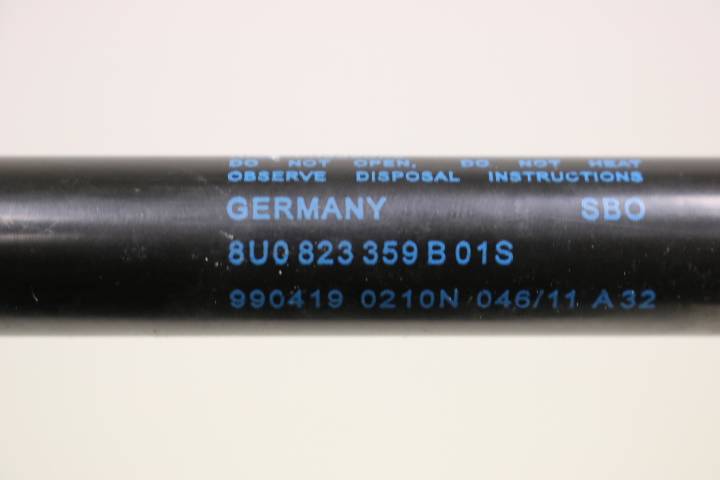 DO NOT OPEN. DO NOT HEAT
OBSERVE DISPOSAL INSTRUCTIONS
GERMANY SBO
8U0 823 359 B 01S
990419 0210N 046/11 A 32